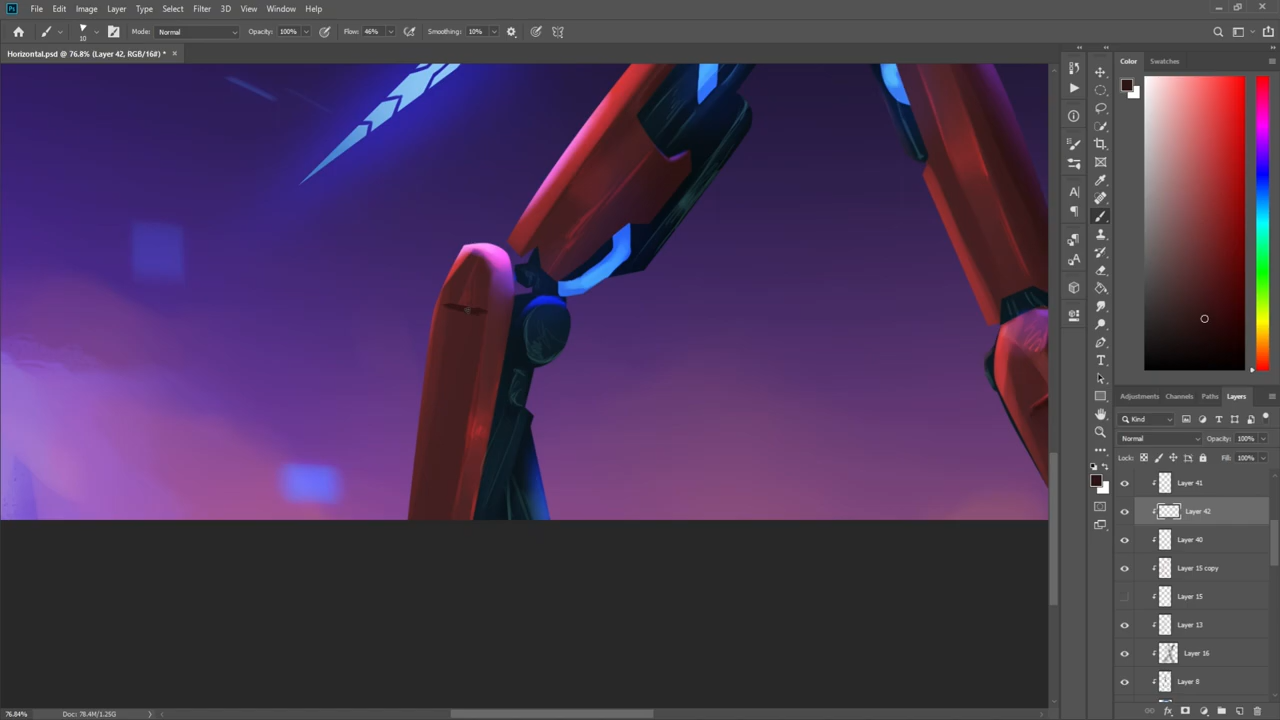 Ps File Edit Image Layer Type Select Filter 3D View Window Help
10 Mode: Normal Opacity: 100% Flow: 46% Smoothing: 10%
Horizontal.psd @ 76.8% (Layer 42, RGB/16#) *
Color Swatches
Adjustments Channels Paths Layers
Kind
Normal Opacity: 100%
Lock: Fill: 100%
Layer 41
Layer 42
Layer 40
Layer 15 copy
Layer 15
Layer 13
Layer 16
Layer 8
76.84% Doc: 78.4M/1.25G